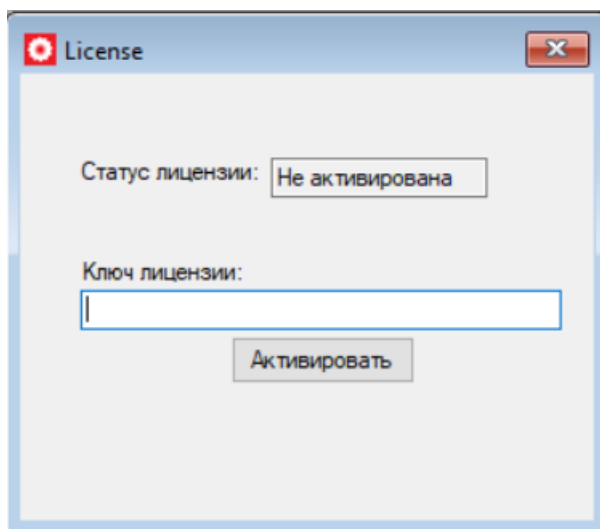 License
Статус лицензии: Не активирована
Ключ лицензии:
Активировать